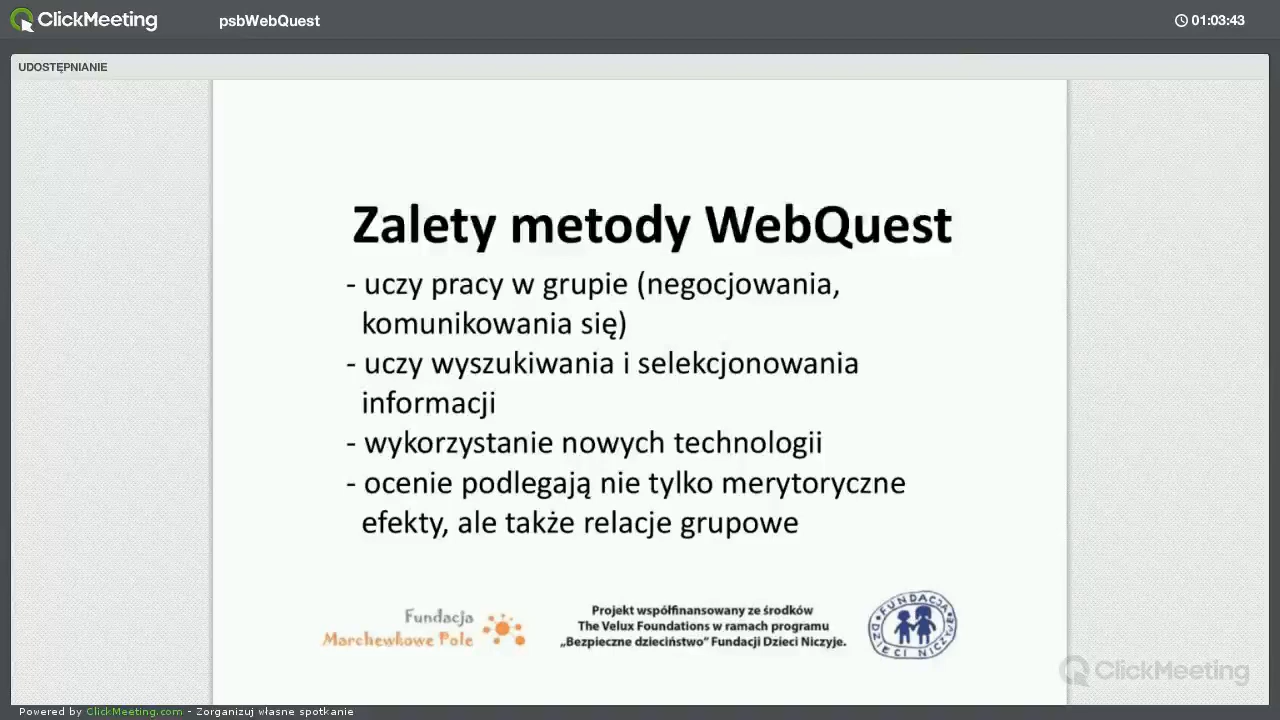 ClickMeeting
psbWebQuest
01:03:43
UDOSTĘPNIANIE
Zalety metody WebQuest
- uczy pracy w grupie (negocjowania,
komunikowania się)
- uczy wyszukiwania i selekcjonowania
informacji
- wykorzystanie nowych technologii
- ocenie podlegają nie tylko merytoryczne
efekty, ale także relacje grupowe
Fundacja
Marchewkowe Pole
Projekt współfinansowany ze środków
The Velux Foundations w ramach programu
„Bezpieczne dzieciństwo” Fundacji Dzieci Niczyje.
FUNDACJA
DZIECI NICZYJE
ClickMeeting
Powered by ClickMeeting.com - Zorganizuj własne spotkanie